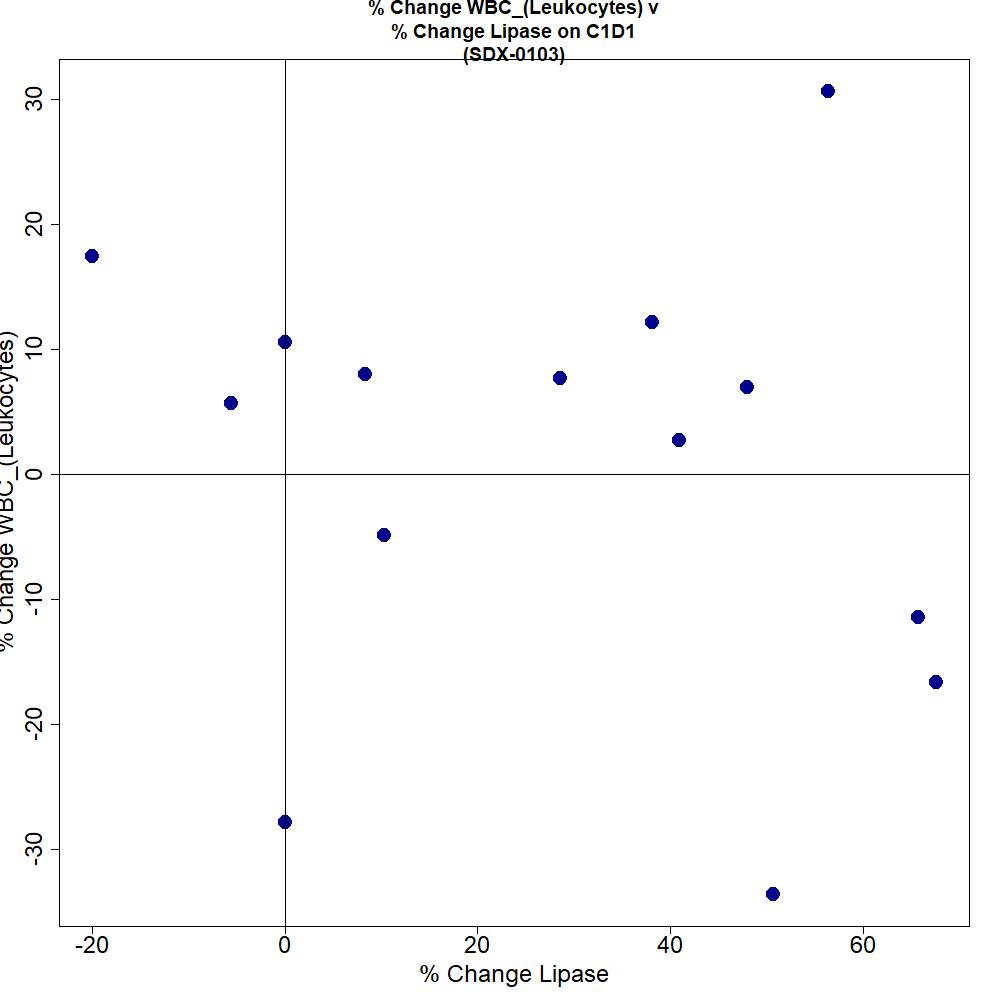 % Change WBC_(Leukocytes) v
% Change Lipase on C1D1
(SDX-0103)
30
20
10
0
-10
-20
-30
% Change WBC_(Leukocytes)
-20 0 20 40 60
% Change Lipase